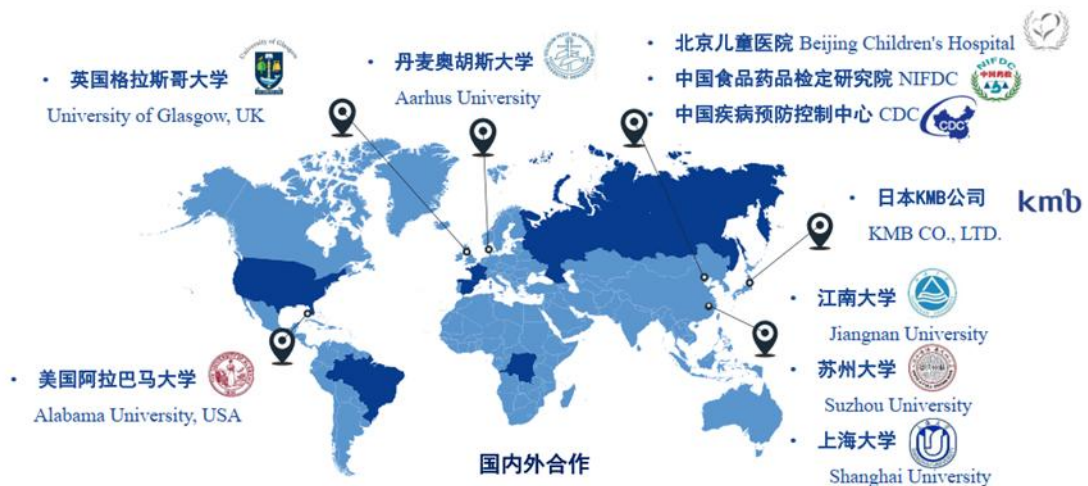 英国格拉斯哥大学
University of Glasgow, UK
丹麦奥胡斯大学
Aarhus University
北京儿童医院 Beijing Children's Hospital
中国食品药品检定研究院 NIFDC
NIFDC
中国药检
中国疾病预防控制中心 CDC
CDC
日本KMB公司
kmb
KMB CO., LTD.
江南大学
Jiangnan University
苏州大学
Suzhou University
上海大学
Shanghai University
美国阿拉巴马大学
Alabama University, USA
国内外合作